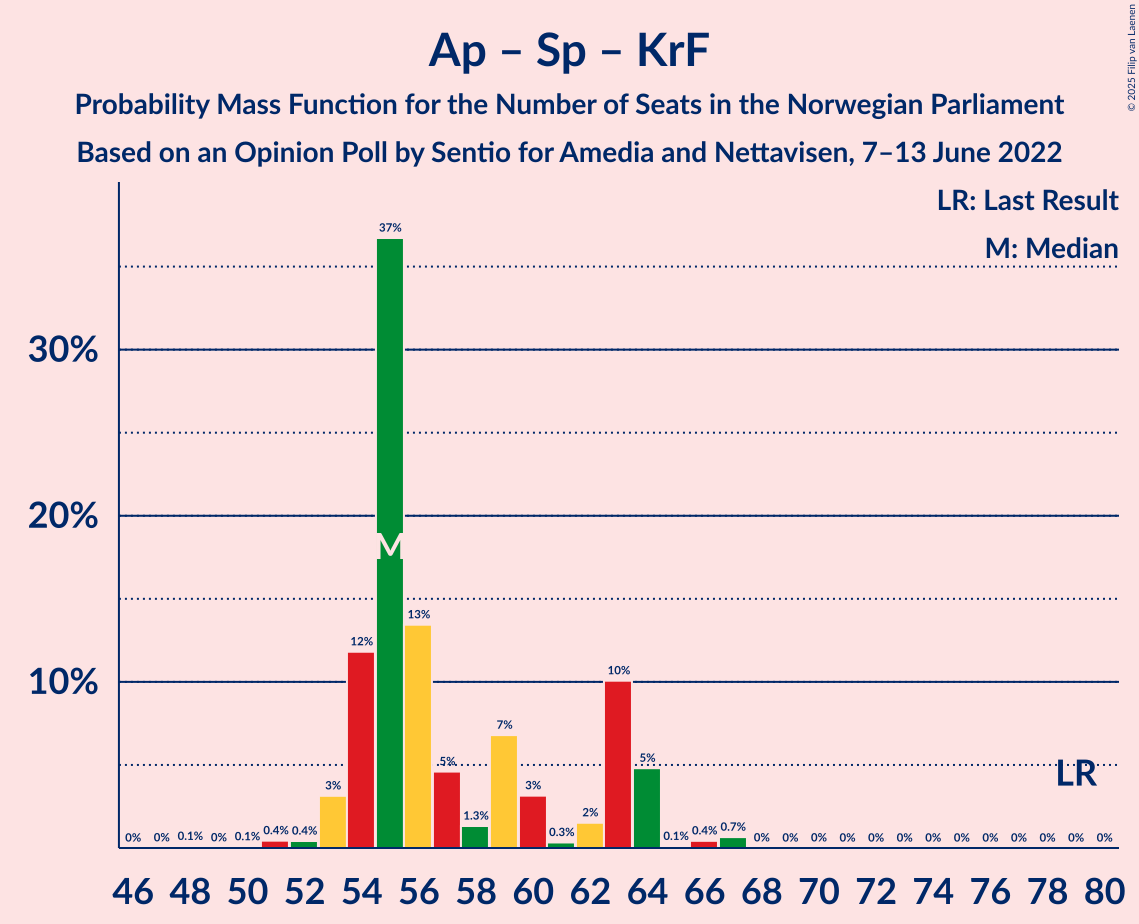 Ap – Sp – KrF
Probability Mass Function for the Number of Seats in the Norwegian Parliament
Based on an Opinion Poll by Sentio for Amedia and Nettavisen, 7–13 June 2022
© 2025 Filip van Laenen
LR: Last Result
M: Median
30%
20%
10%
0% 0% 0.1% 0% 0.1% 0.4% 0.4% 3% 12% 37% 13% 5% 1.3% 7% 3% 0.3% 2% 10% 5% 0.1% 0.4% 0.7% 0% 0% 0% 0% 0% 0% 0% 0% 0% 0% 0% 0% 0%
M
LR
46 48 50 52 54 56 58 60 62 64 66 68 70 72 74 76 78 80